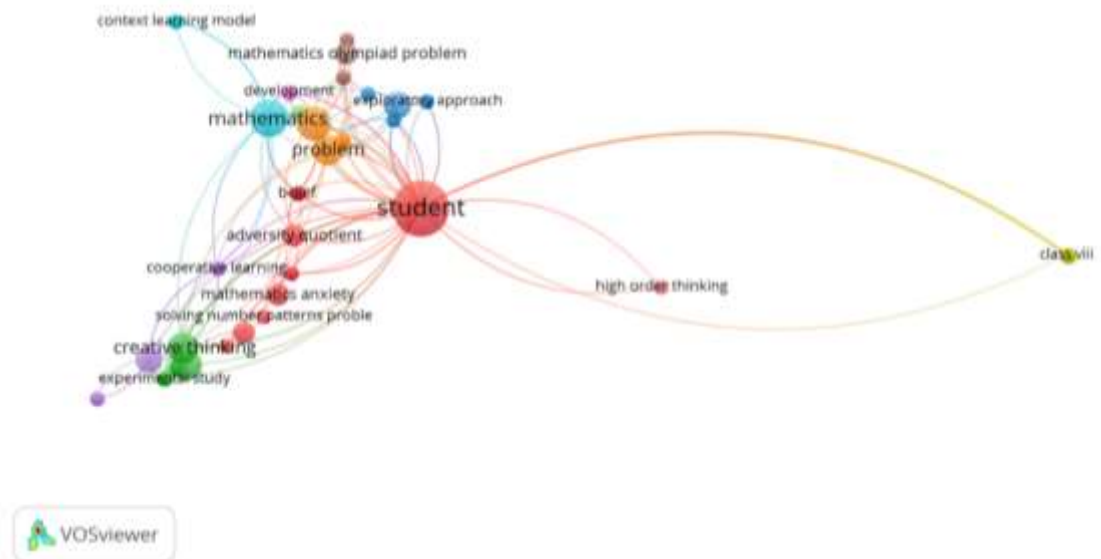 context learning model
mathematics olympiad problem
development
exploratory approach
mathematics
problem
belief
student
adversity quotient
class viii
cooperative learning
high order thinking
mathematics anxiety
solving number patterns proble
creative thinking
experimental study
VOSviewer